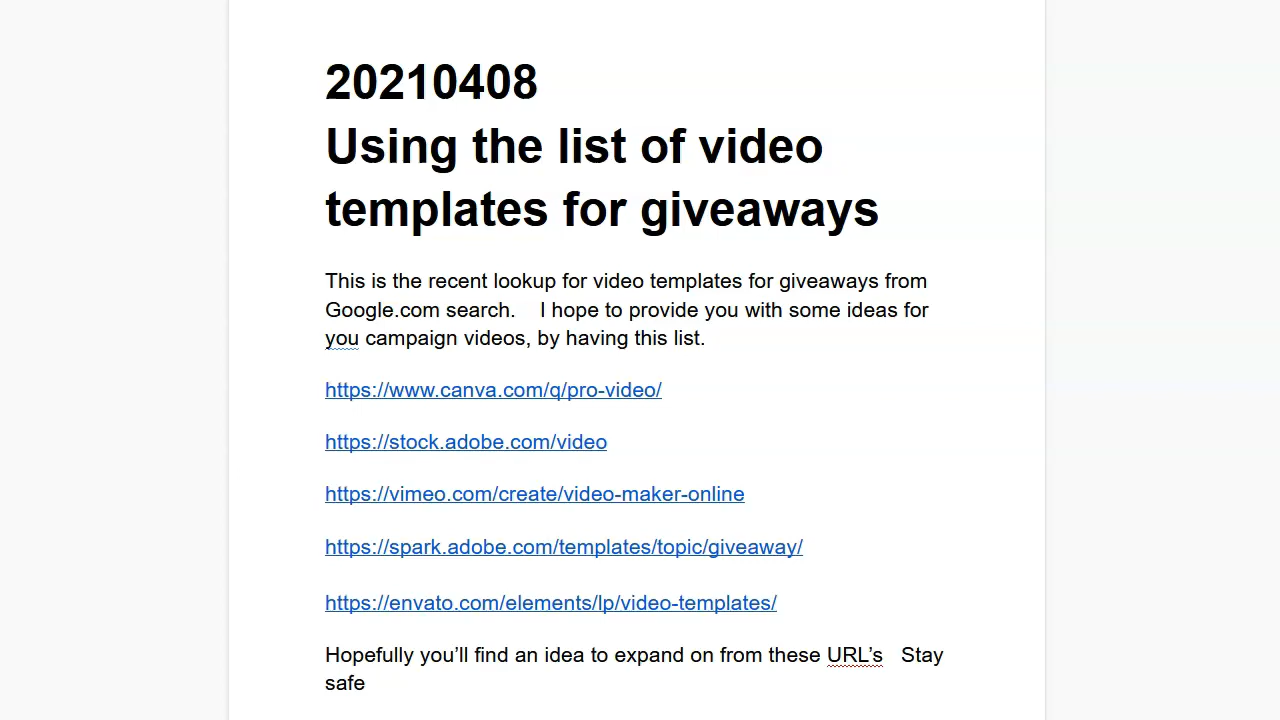 20210408
Using the list of video
templates for giveaways
This is the recent lookup for video templates for giveaways from
Google.com search.    I hope to provide you with some ideas for
you campaign videos, by having this list.
https://www.canva.com/q/pro-video/
https://stock.adobe.com/video
https://vimeo.com/create/video-maker-online
https://spark.adobe.com/templates/topic/giveaway/
https://envato.com/elements/lp/video-templates/
Hopefully you’ll find an idea to expand on from these URL’s   Stay
safe